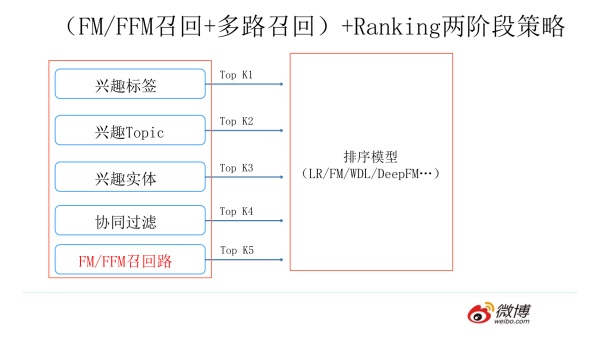 （FM/FFM召回+多路召回）+Ranking两阶段策略
兴趣标签
Top K1
兴趣Topic
Top K2
兴趣实体
Top K3
协同过滤
Top K4
FM/FFM召回路
Top K5
排序模型
（LR/FM/WDL/DeepFM…）
微博
weibo.com